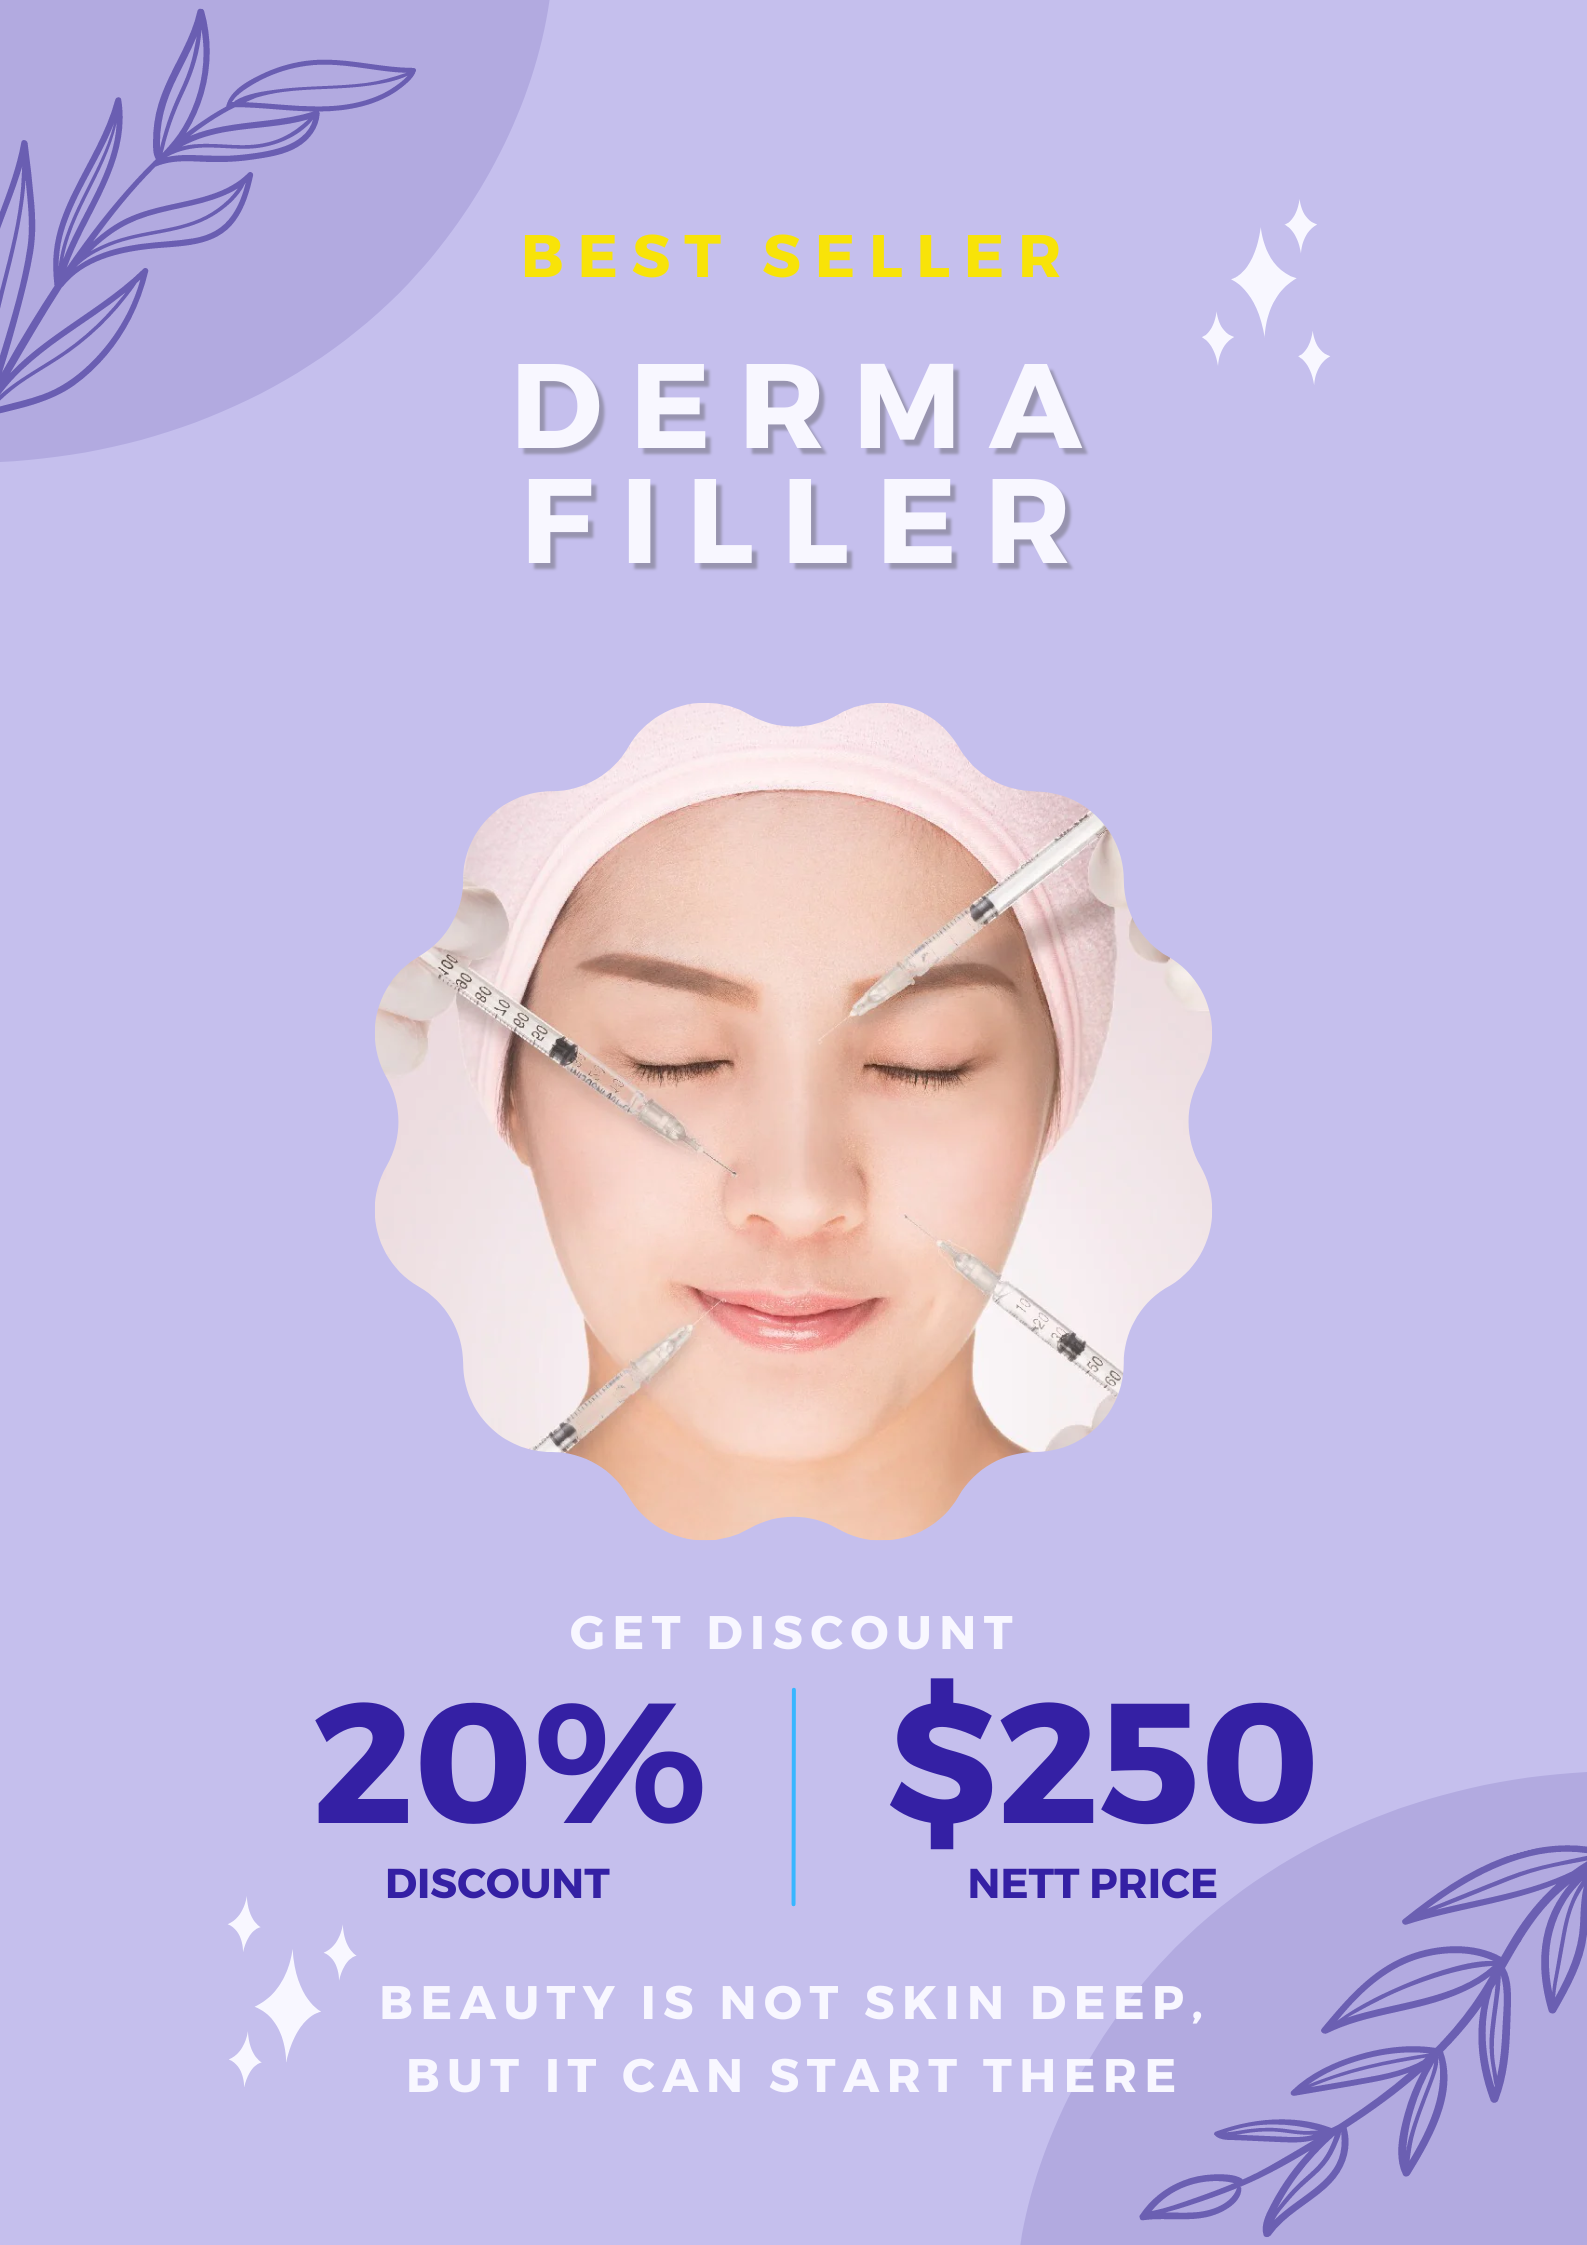 BEST SELLER
DERMA
FILLER
GET DISCOUNT
20%
DISCOUNT
$250
NETT PRICE
BEAUTY IS NOT SKIN DEEP,
BUT IT CAN START THERE